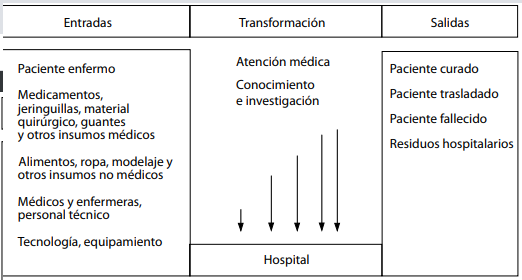 Entradas
Transformación
Salidas
Paciente enfermo
Medicamentos,
jeringuillas, material
quirúrgico, guantes
y otros insumos médicos
Alimentos, ropa, modelaje y
otros insumos no médicos
Médicos y enfermeras,
personal técnico
Tecnología, equipamiento
Atención médica
Conocimiento
e investigación
Hospital
Paciente curado
Paciente trasladado
Paciente fallecido
Residuos hospitalarios